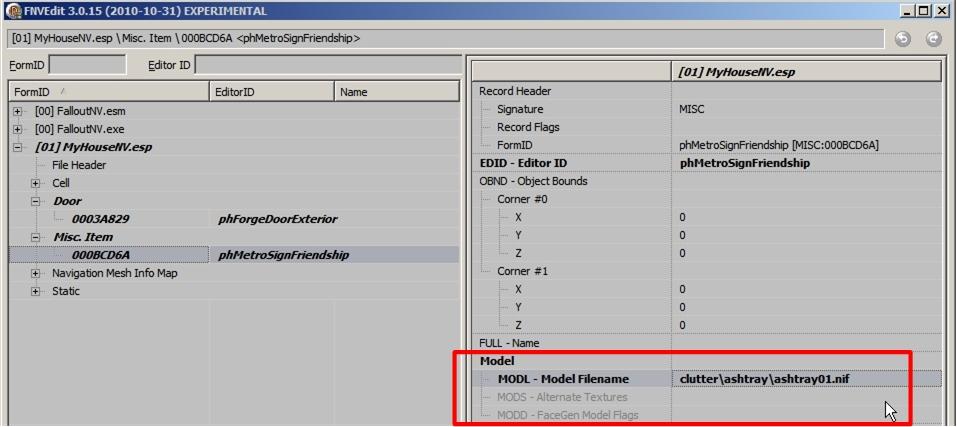 FNVEdit 3.0.15 (2010-10-31) EXPERIMENTAL
[01] MyHouseNV.esp \ Misc. Item \ 000BCD6A <phMetroSignFriendship>
FormID Editor ID
FormID EditorID Name
[00] FalloutNV.esm
[00] FalloutNV.exe
[01] MyHouseNV.esp
File Header
Cell
Door
0003A829 phForgeDoorExterior
Misc. Item
000BCD6A phMetroSignFriendship
Navigation Mesh Info Map
Static
[01] MyHouseNV.esp
Record Header
Signature MISC
Record Flags
FormID phMetroSignFriendship [MISC:000BCD6A]
EDID - Editor ID phMetroSignFriendship
OBND - Object Bounds
Corner #0
X 0
Y 0
Z 0
Corner #1
X 0
Y 0
Z 0
FULL - Name
Model
MODL - Model Filename clutter\ashtray\ashtray01.nif
MODS - Alternate Textures
MODD - FaceGen Model Flags